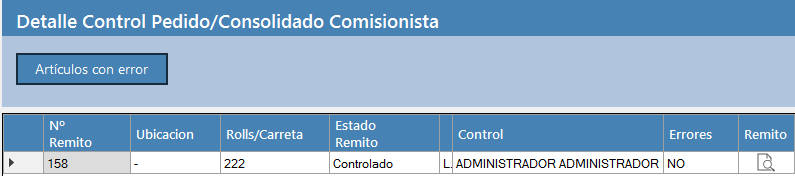 Detalle Control Pedido/Consolidado Comisionista
Artículos con error
Nº Remito Ubicacion Rolls/Carreta Estado Remito Control Errores Remito
158 - 222 Controlado L. ADMINISTRADOR ADMINISTRADOR NO